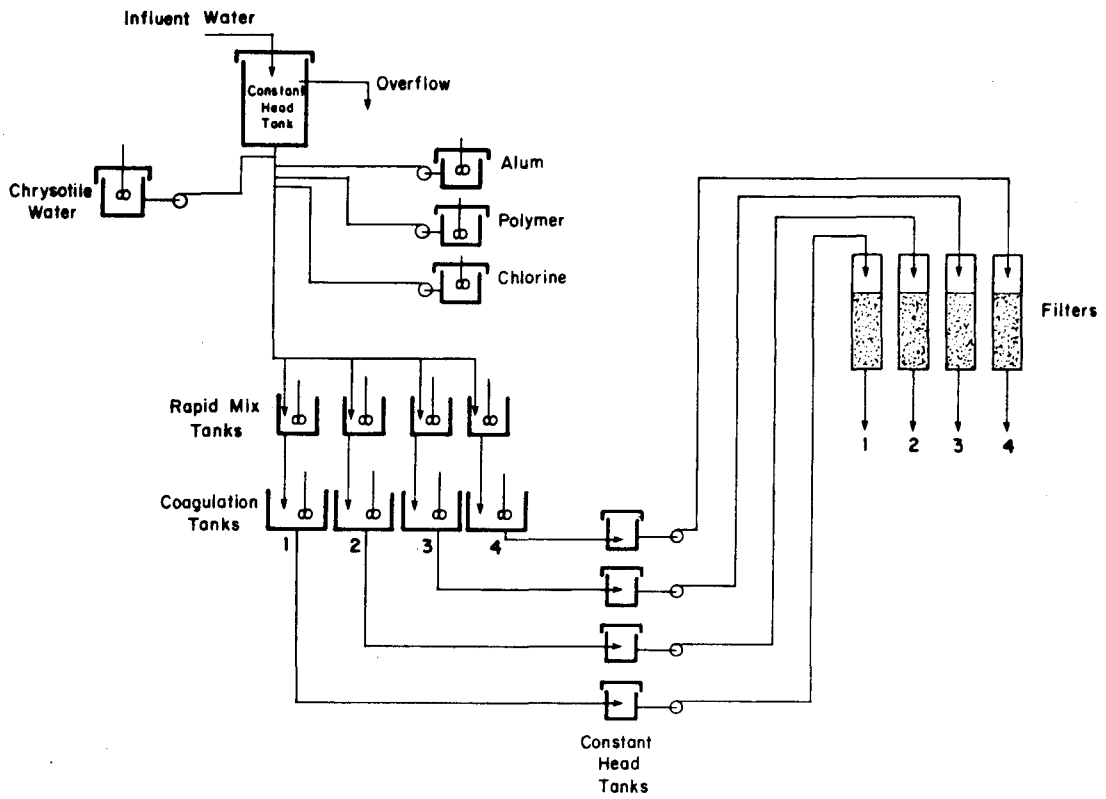 Influent Water
Constant
Head
Tank
Overflow
Chrysotile
Water
Alum
Polymer
Chlorine
Filters
1 2 3 4
Rapid Mix
Tanks
Coagulation
Tanks
1 2 3 4
Constant
Head
Tanks